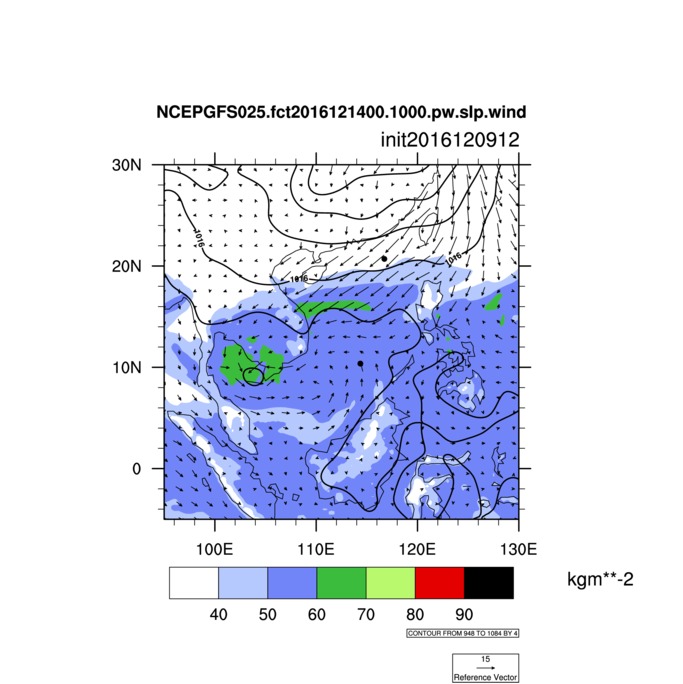 NCEPGFS025.fct2016121400.1000.pw.slp.wind
init2016120912
30N
20N
10N
0
1016
1016
1016
100E
110E
120E
130E
kgm**-2
40
50
60
70
80
90
CONTOUR FROM 948 TO 1084 BY 4
15
Reference Vector